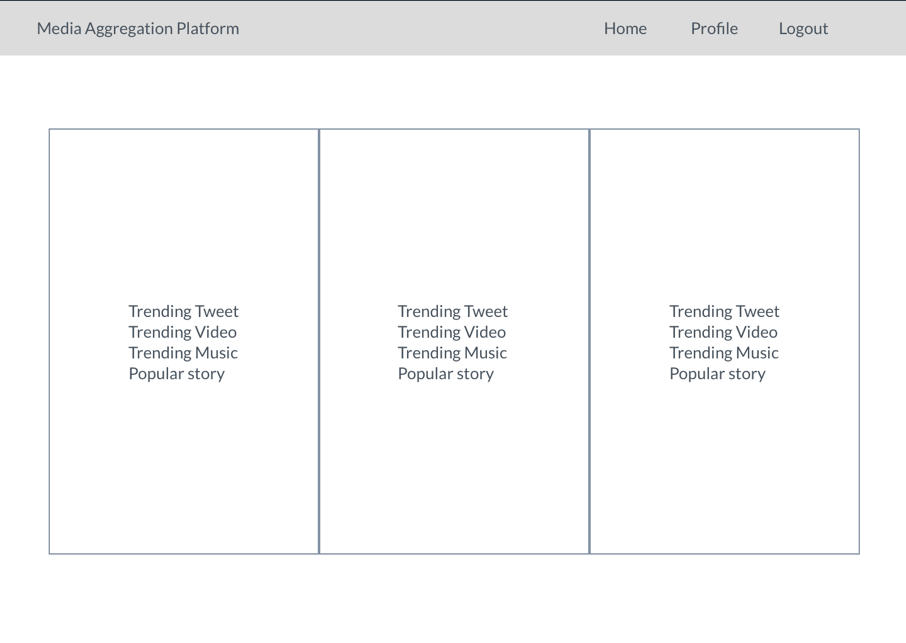 Media Aggregation Platform
Home Profile Logout
Trending Tweet
Trending Video
Trending Music
Popular story
Trending Tweet
Trending Video
Trending Music
Popular story
Trending Tweet
Trending Video
Trending Music
Popular story